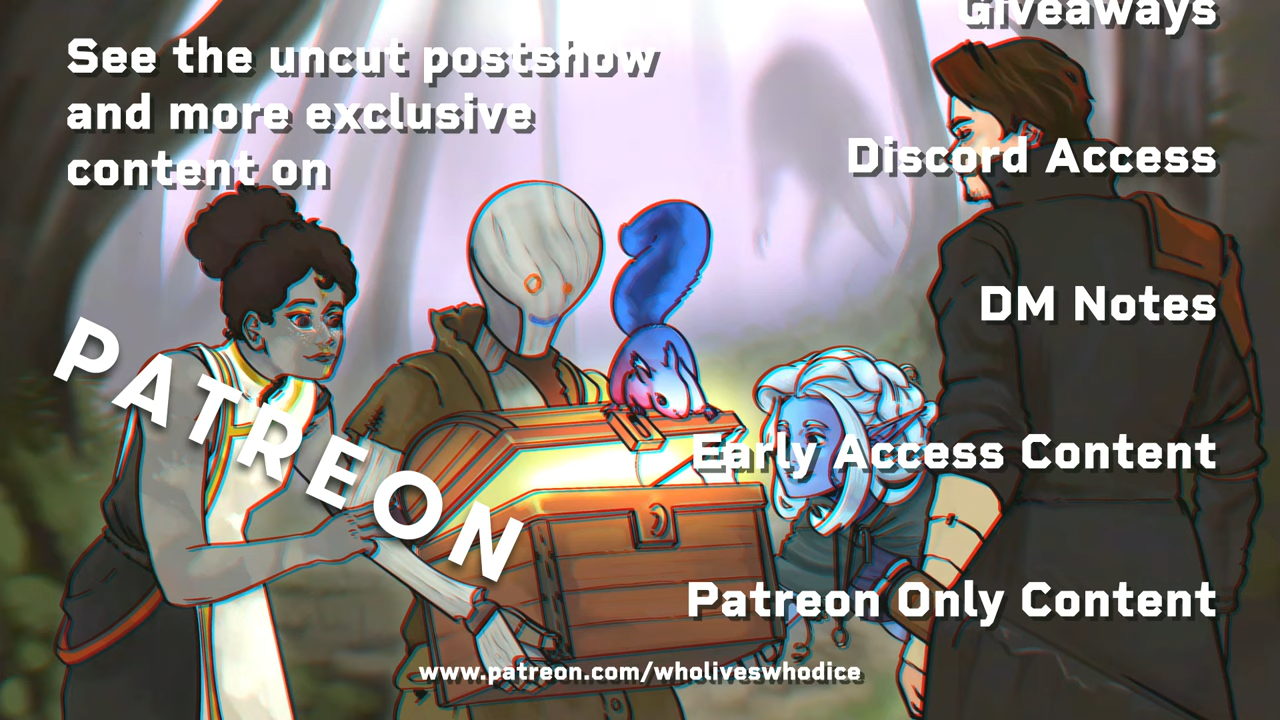 See the uncut postshow
and more exclusive
content on
PATREON
Giveaways
Discord Access
DM Notes
Early Access Content
Patreon Only Content
www.patreon.com/wholiveswhodice